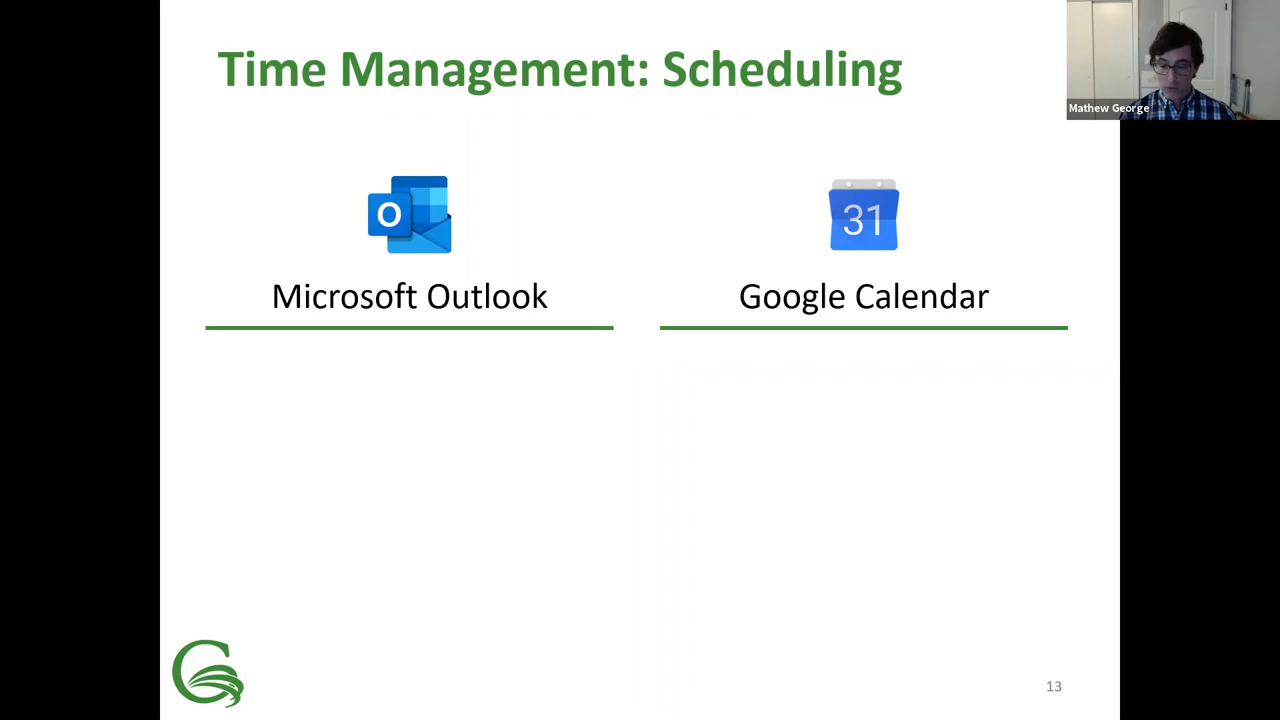 Time Management: Scheduling
Mathew George
O
31
Microsoft Outlook
Google Calendar
13